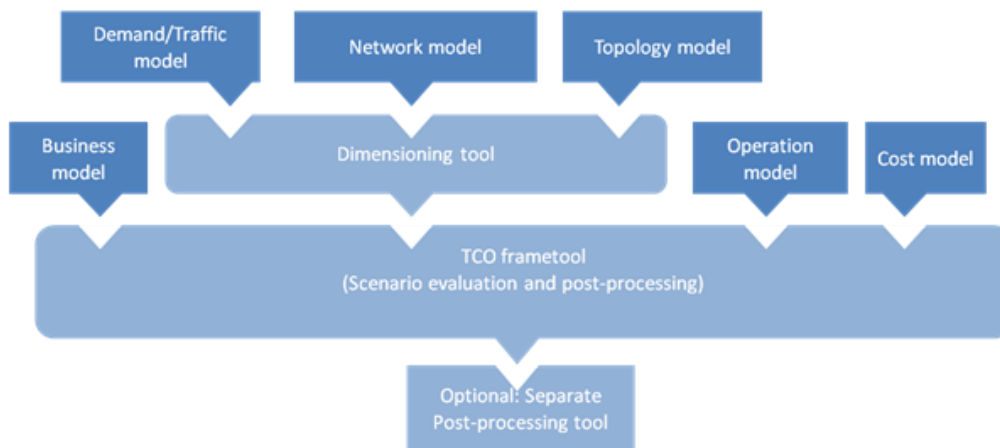 Demand/Traffic
model
Network model
Topology model
Business
model
Dimensioning tool
Operation
model
Cost model
TCO frametool
(Scenario evaluation and post-processing)
Optional: Separate
Post-processing tool